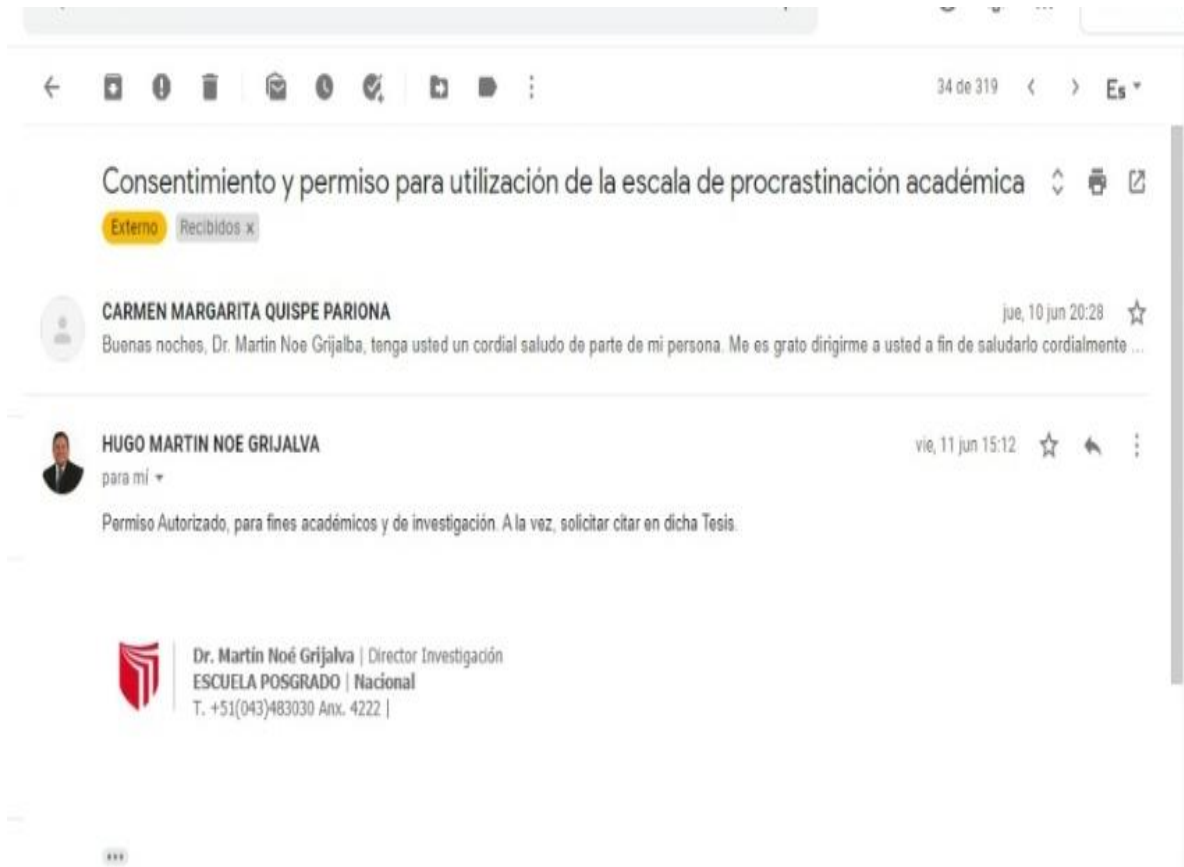 34 de 319
Es
Consentimiento y permiso para utilización de la escala de procrastinación académica
Externo Recibidos x
CARMEN MARGARITA QUISPE PARIONA jue, 10 jun 20:28
Buenas noches, Dr. Martin Noe Grijalba, tenga usted un cordial saludo de parte de mi persona. Me es grato dirigirme a usted a fin de saludarlo cordialmente ...
HUGO MARTIN NOE GRIJALVA vie, 11 jun 15:12
para mí
Permiso Autorizado, para fines académicos y de investigación. A la vez, solicitar citar en dicha Tesis.
Dr. Martín Noé Grijalva | Director Investigación
ESCUELA POSGRADO | Nacional
T. +51(043)483030 Anx. 4222 |